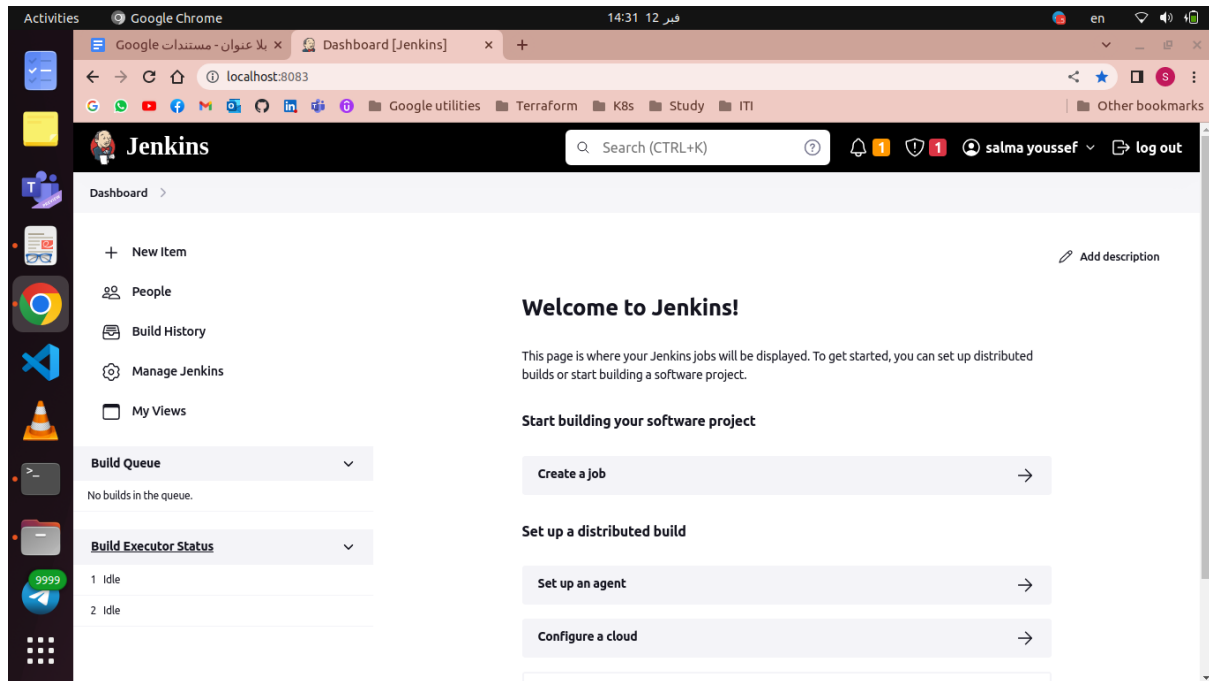 Activities
Google Chrome
14:31 12 فبر
en
بلا عنوان - مستندات Google
Dashboard [Jenkins]
localhost:8083
S
Google utilities
Terraform
K8s
Study
ITI
Other bookmarks
Jenkins
Search (CTRL+K)
1
1
salma youssef
log out
Dashboard
New Item
Add description
People
Build History
Manage Jenkins
My Views
Welcome to Jenkins!
This page is where your Jenkins jobs will be displayed. To get started, you can set up distributed
builds or start building a software project.
Start building your software project
Create a job
Build Queue
No builds in the queue.
Set up a distributed build
Build Executor Status
1 Idle
2 Idle
Set up an agent
Configure a cloud
9999